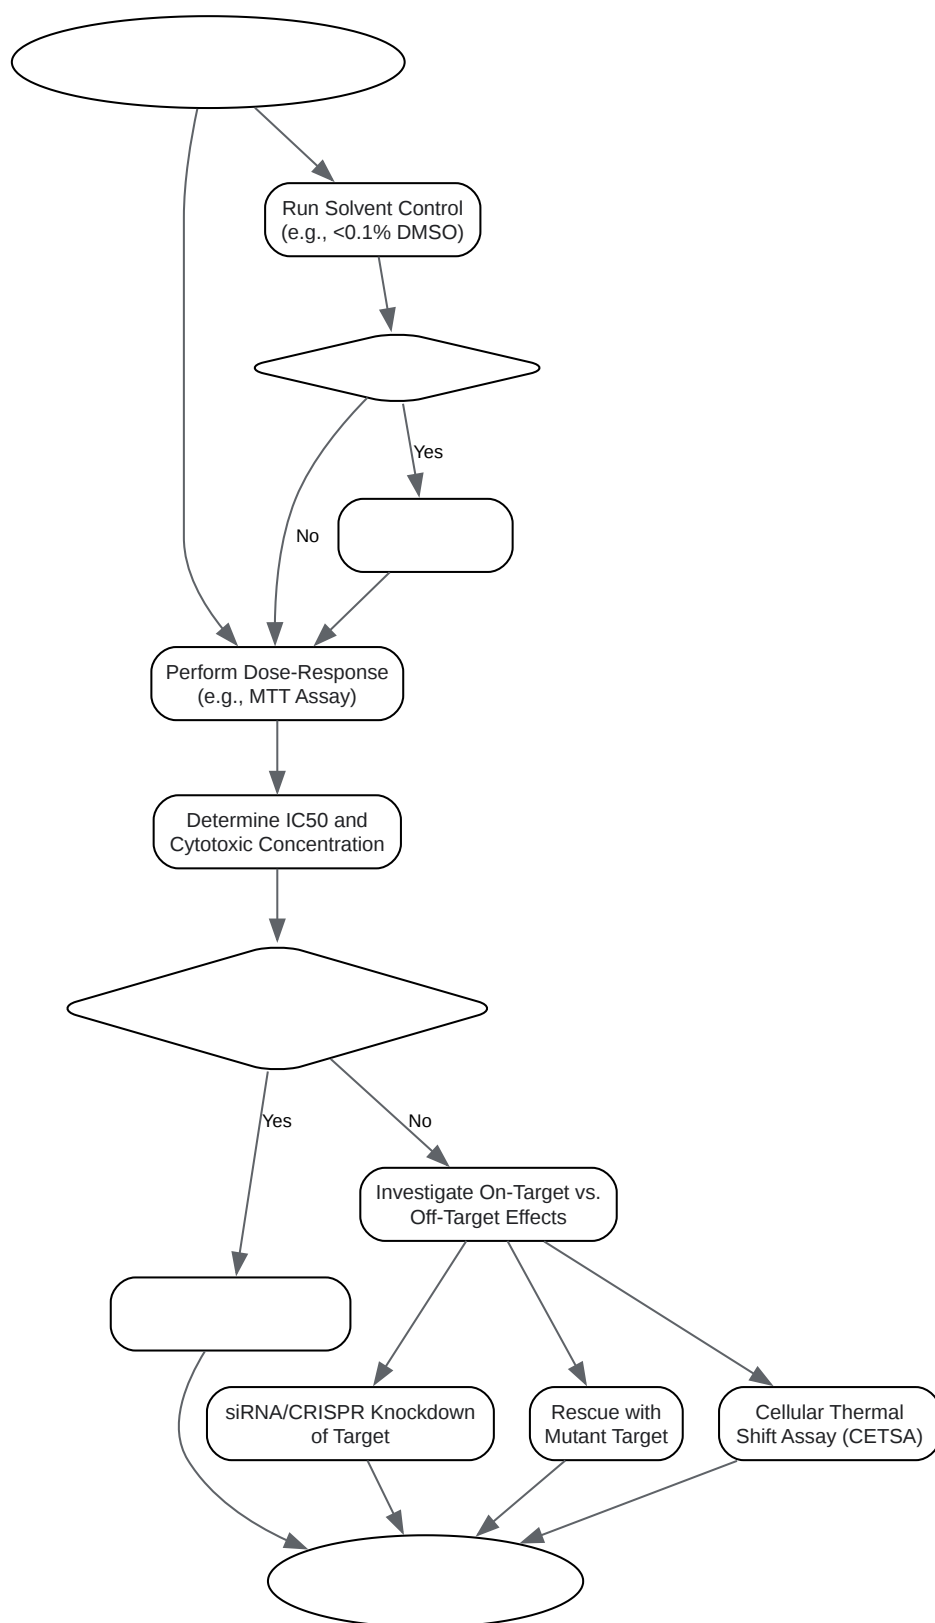 Run Solvent Control
(e.g., <0.1% DMSO)
Yes
No
Perform Dose-Response
(e.g., MTT Assay)
Determine IC50 and
Cytotoxic Concentration
Yes
No
Investigate On-Target vs.
Off-Target Effects
siRNA/CRISPR Knockdown
of Target
Rescue with
Mutant Target
Cellular Thermal
Shift Assay (CETSA)